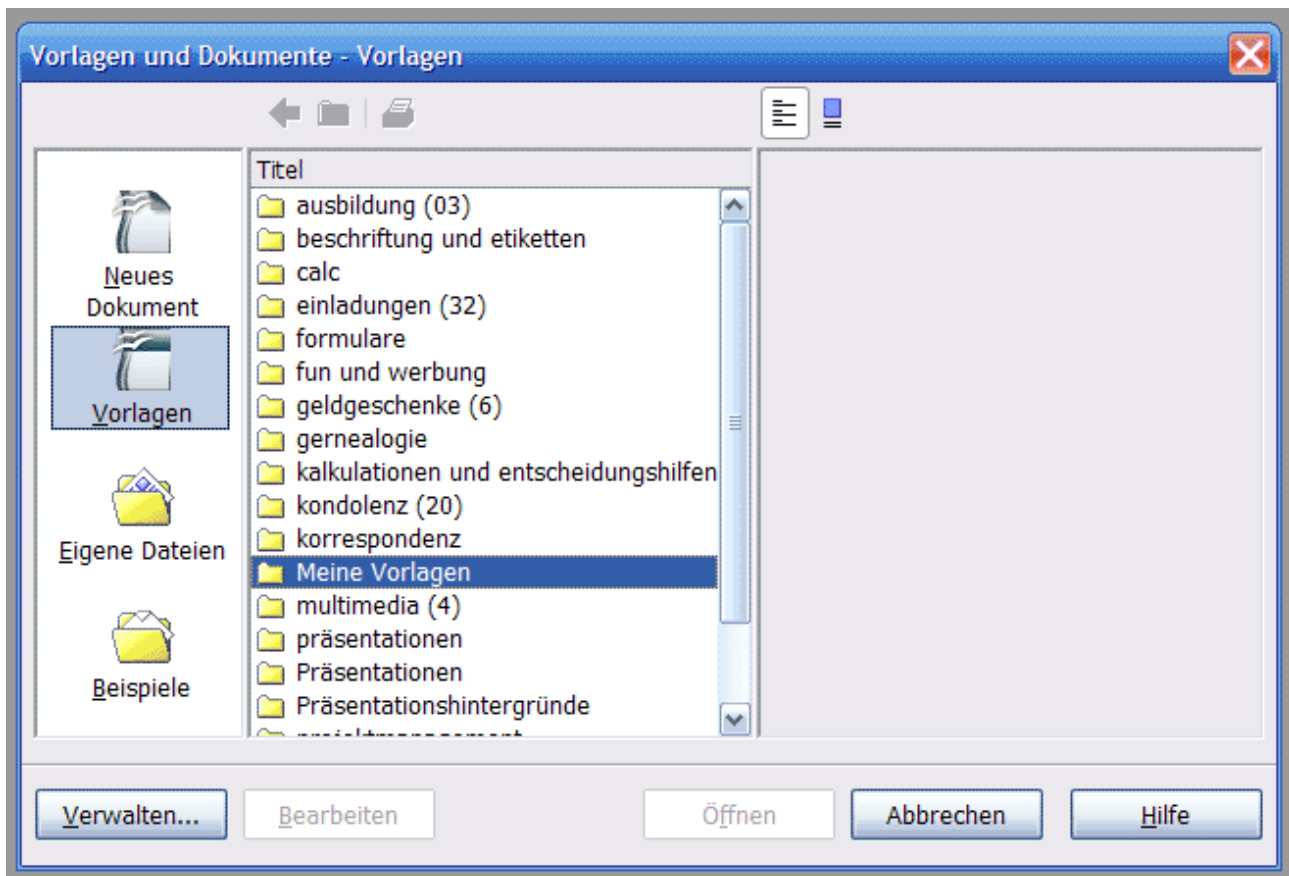 Vorlagen und Dokumente - Vorlagen
Neues
Dokument
Vorlagen
Eigene Dateien
Beispiele
Titel
ausbildung (03)
beschriftung und etiketten
calc
einladungen (32)
formulare
fun und werbung
geldgeschenke (6)
gernealogie
kalkulationen und entscheidungshilfen
kondolenz (20)
korrespondenz
Meine Vorlagen
multimedia (4)
präsentationen
Präsentationen
Präsentationshintergründe
projektmanagement
Verwalten...
Bearbeiten
Öffnen
Abbrechen
Hilfe